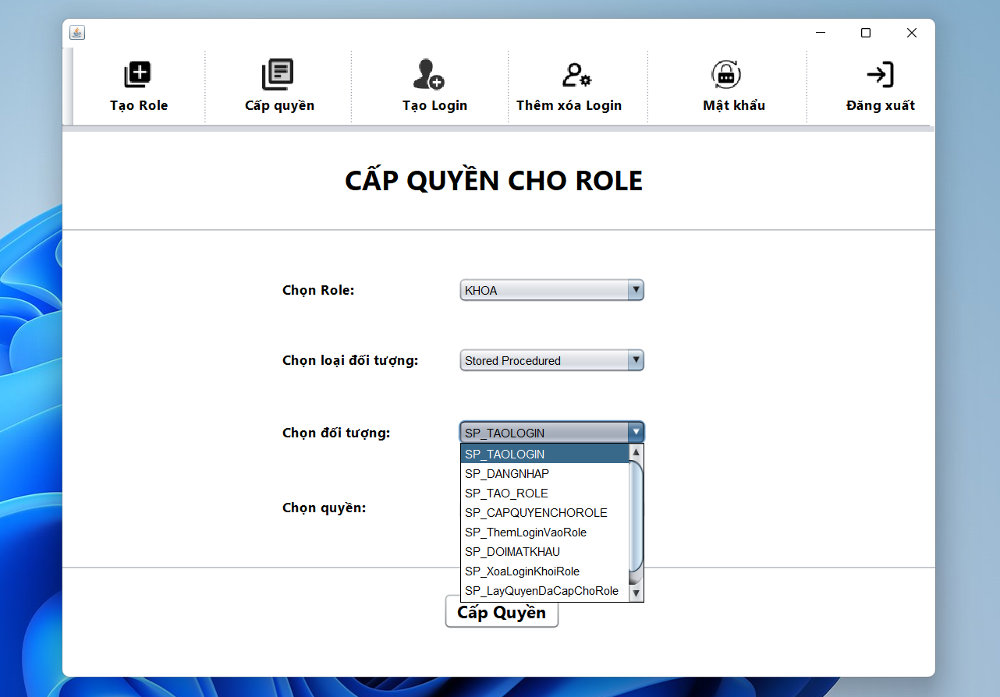 Tạo Role
Cấp quyền
Tạo Login
Thêm xóa Login
Mật khẩu
Đăng xuất
CẤP QUYỀN CHO ROLE
Chọn Role:
KHOA
Chọn loại đối tượng:
Stored Procedured
Chọn đối tượng:
SP_TAOLOGIN
SP_TAOLOGIN
SP_DANGNHAP
SP_TAO_ROLE
Chọn quyền:
SP_CAPQUYENCHOROLE
SP_ThemLoginVaoRole
SP_DOIMATKHAU
SP_XoaLoginKhoiRole
SP_LayQuyenDaCapChoRole
Cấp Quyền